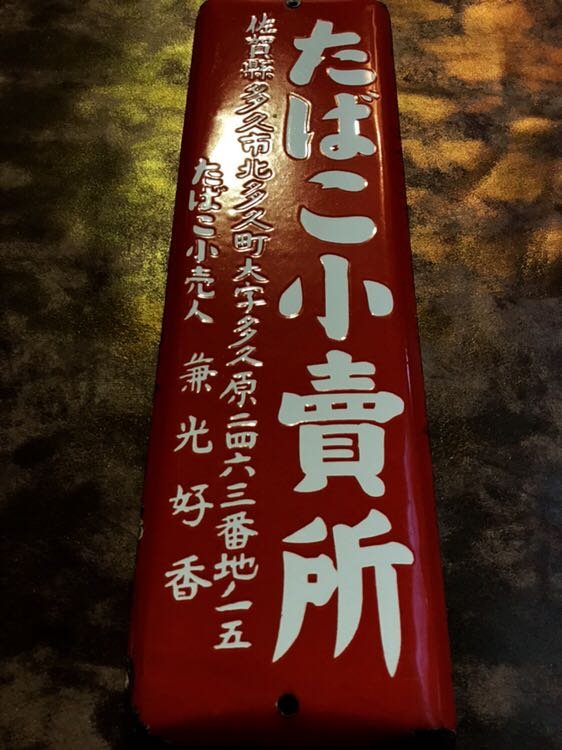 たばこ小賣所
佐賀縣多久市北多久町大字多久原二四六三番地ノ一五
たばこ小売人 兼光好香